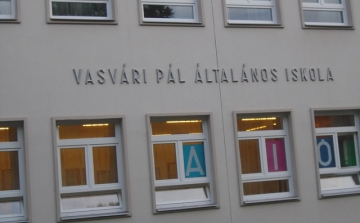 VASVÁRI PÁL ÁLTALÁNOS ISKOLA
A I Ó